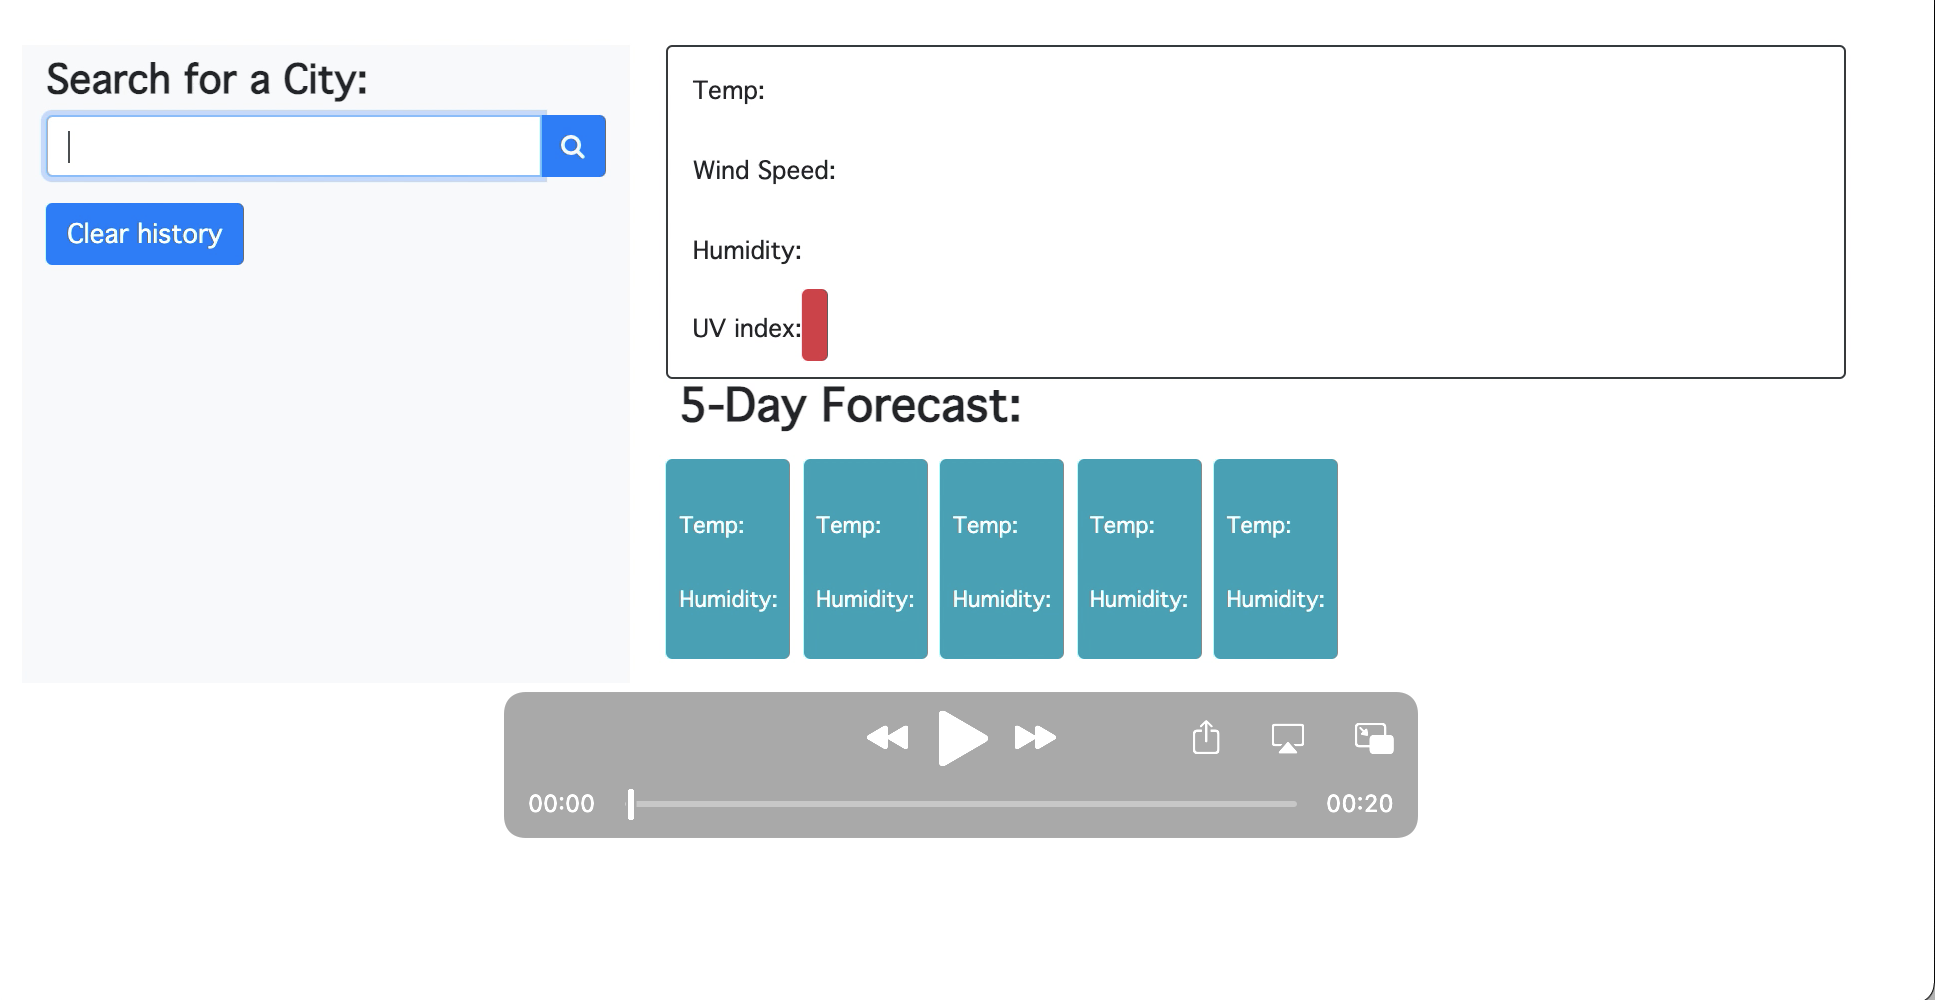 Search for a City:
Clear history
Temp:
Wind Speed:
Humidity:
UV index:
5-Day Forecast:
Temp:
Humidity:
Temp:
Humidity:
Temp:
Humidity:
Temp:
Humidity:
Temp:
Humidity:
00:00
00:20